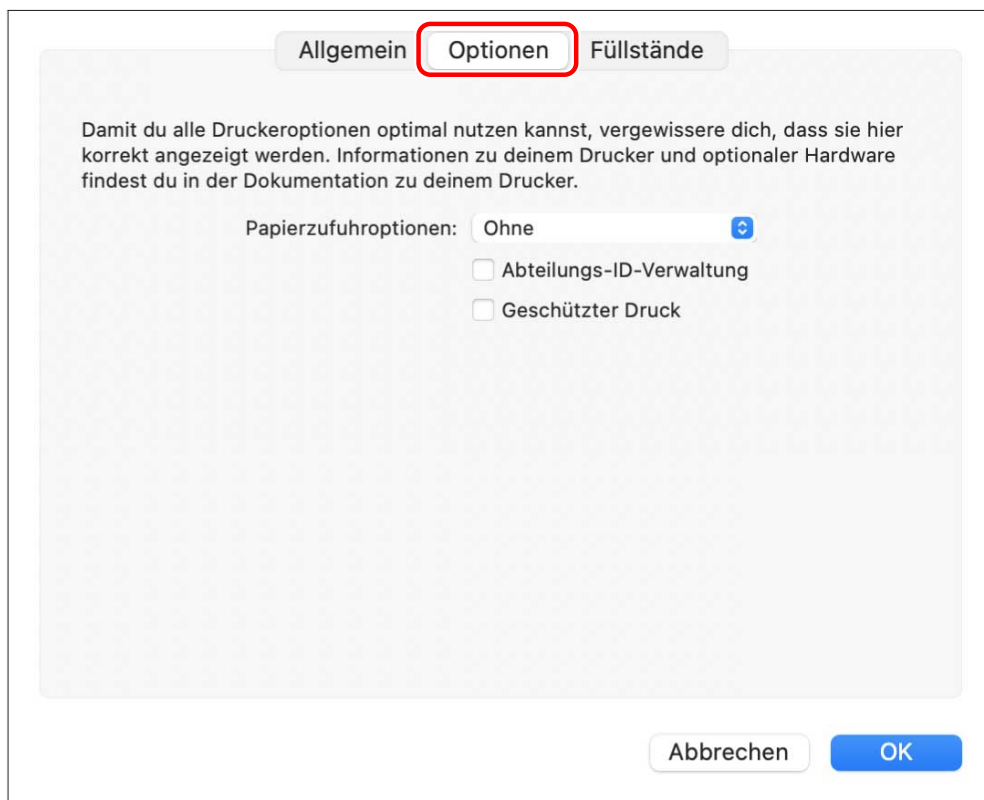 Allgemein Optionen Füllstände
Damit du alle Druckeroptionen optimal nutzen kannst, vergewissere dich, dass sie hier
korrekt angezeigt werden. Informationen zu deinem Drucker und optionaler Hardware
findest du in der Dokumentation zu deinem Drucker.
Papierzufuhroptionen: Ohne
Abteilungs-ID-Verwaltung
Geschützter Druck
Abbrechen OK